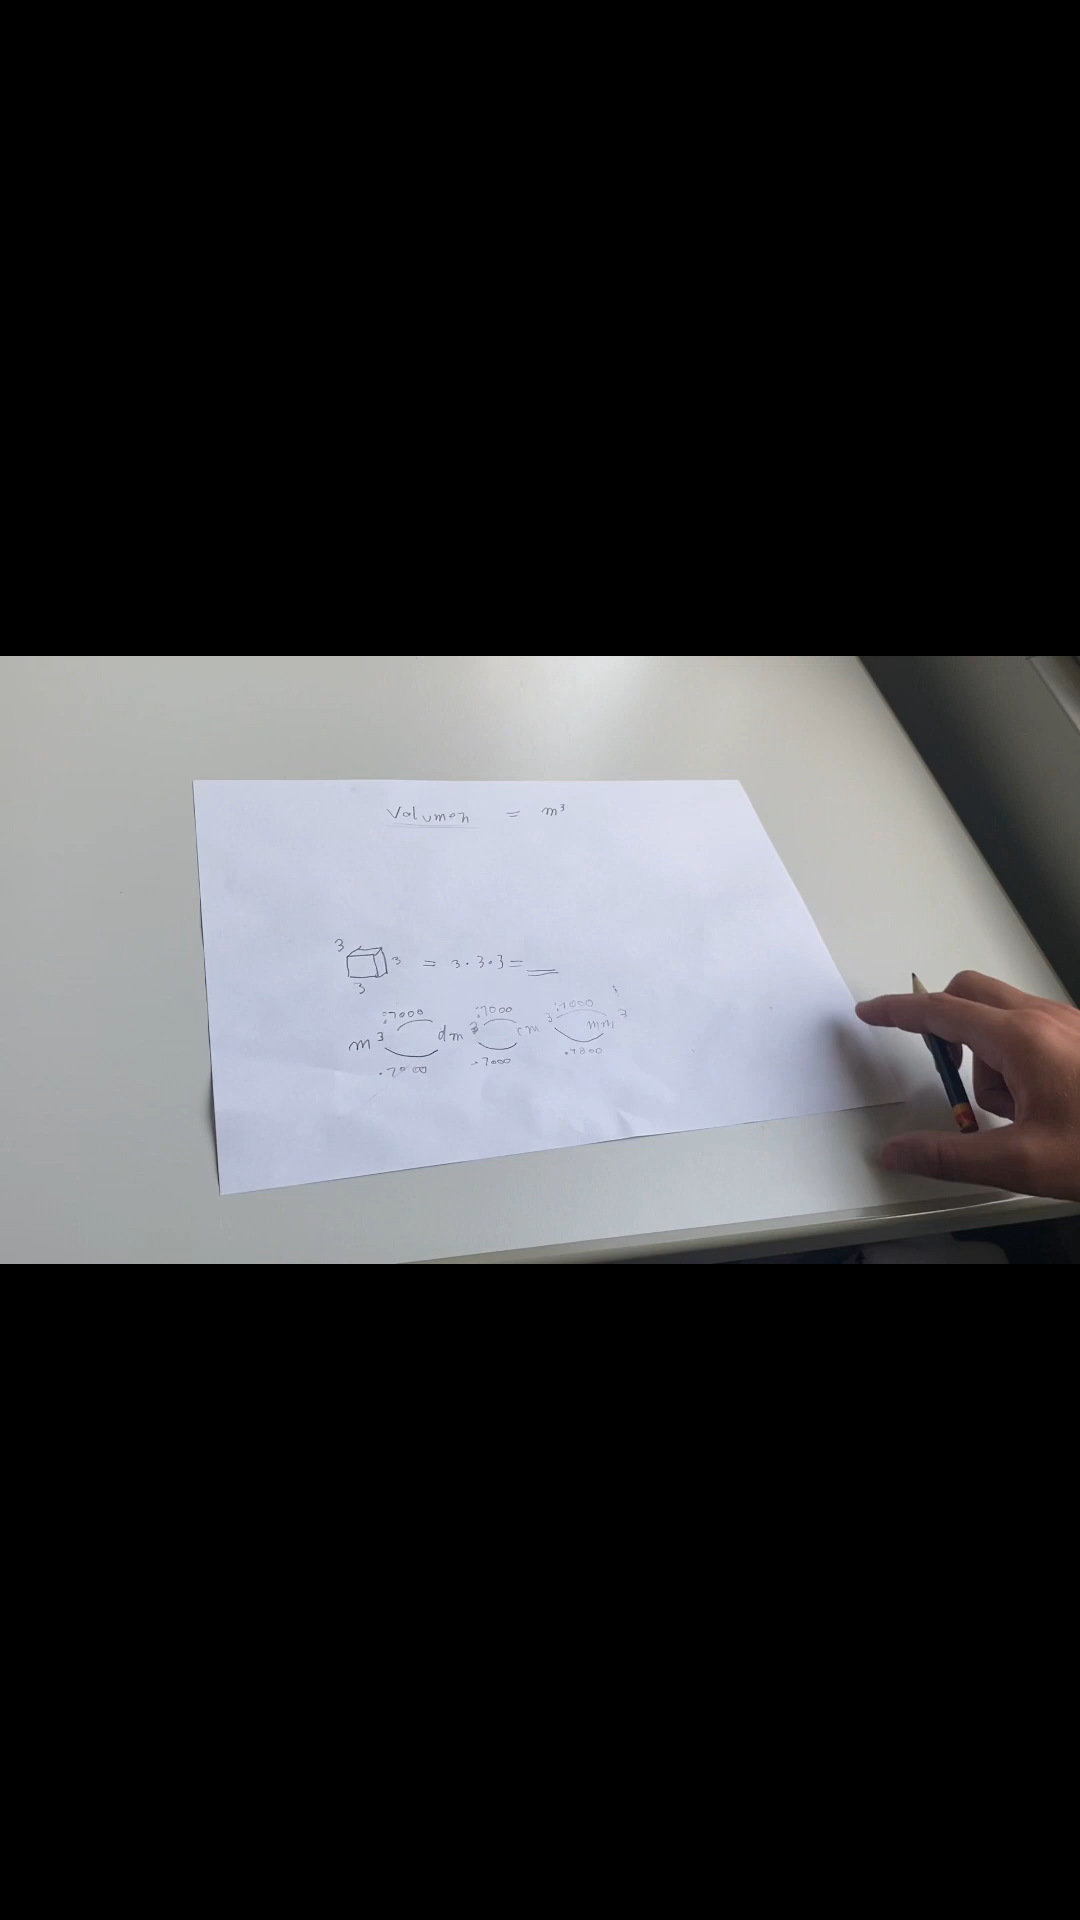 Volumen = m³
3
3 = 3·3·3=
3
:1000 :1000 :1000
m³ dm³ cm³ mm³
·1000 ·1000 ·1000